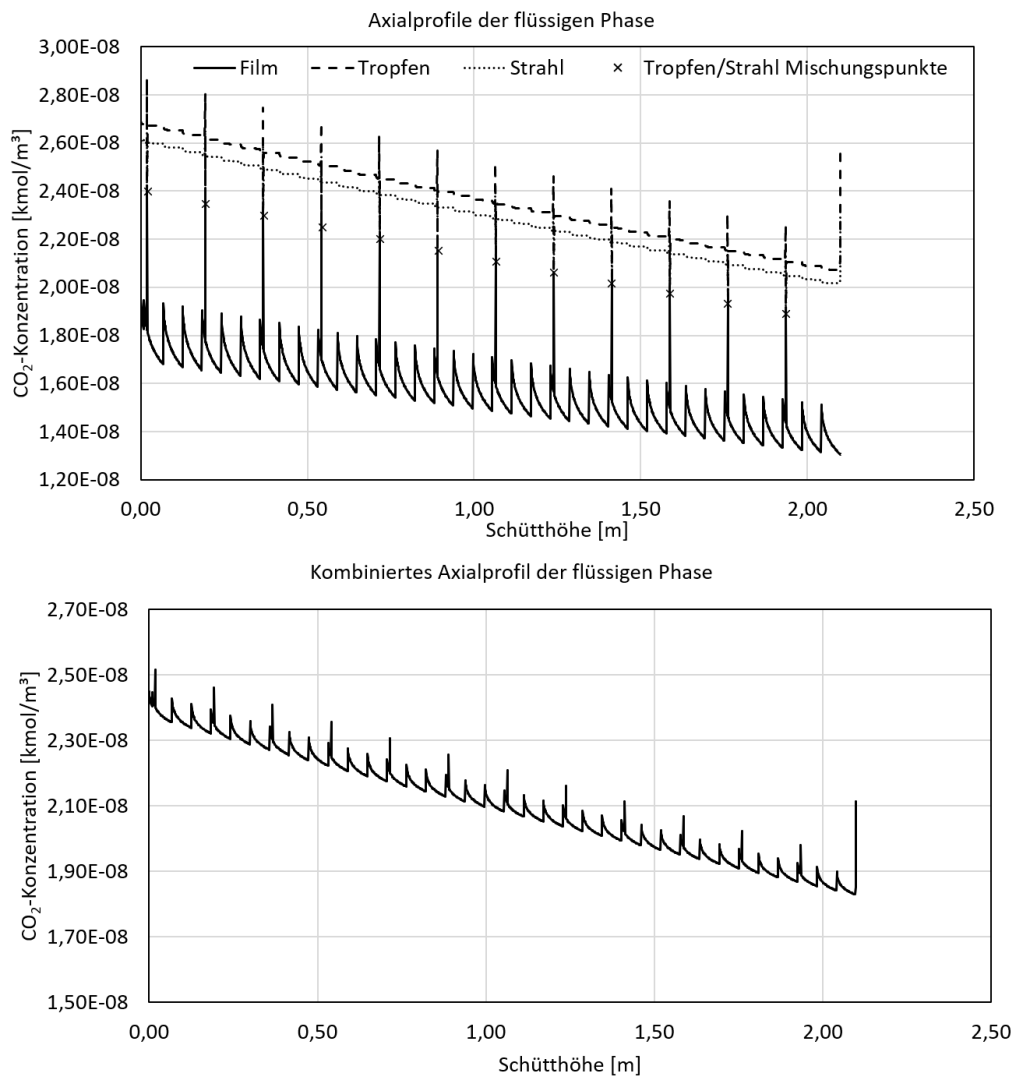 Axialprofile der flüssigen Phase
3,00E-08
Film Tropfen Strahl × Tropfen/Strahl Mischungspunkte
2,80E-08
2,60E-08
2,40E-08
2,20E-08
2,00E-08
1,80E-08
1,60E-08
1,40E-08
1,20E-08
CO₂-Konzentration [kmol/m³]
0,00 0,50 1,00 1,50 2,00 2,50
Schütthöhe [m]
Kombiniertes Axialprofil der flüssigen Phase
2,70E-08
2,50E-08
2,30E-08
2,10E-08
1,90E-08
1,70E-08
1,50E-08
CO₂-Konzentration [kmol/m³]
0,00 0,50 1,00 1,50 2,00 2,50
Schütthöhe [m]